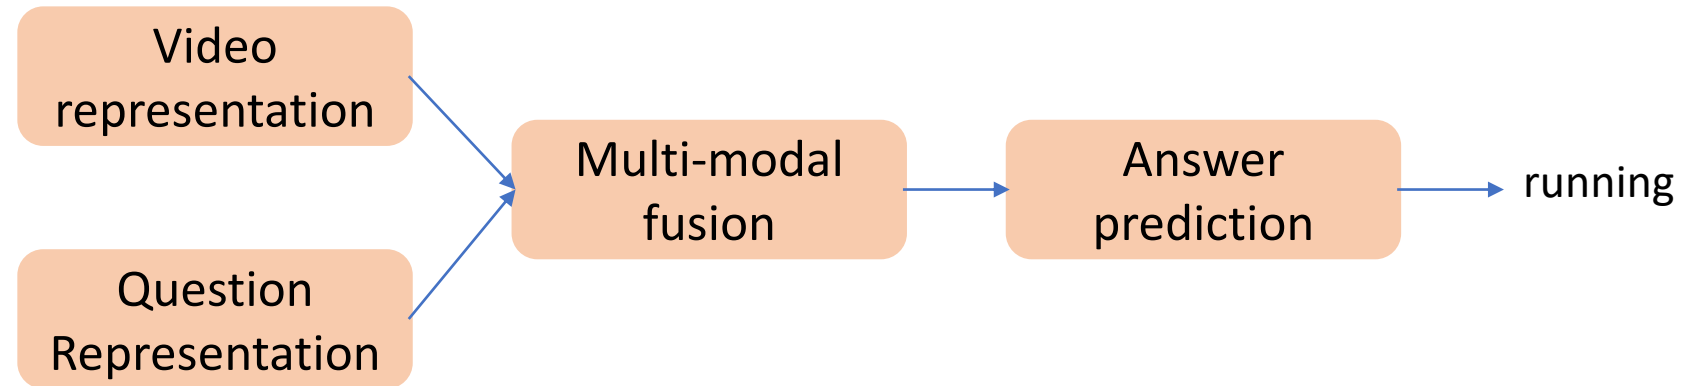 Video
representation
Question
Representation
Multi-modal
fusion
Answer
prediction
running